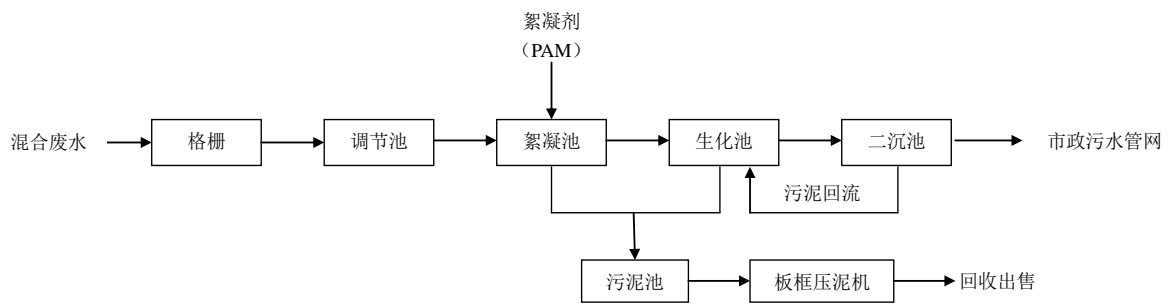 絮凝剂
（PAM）
混合废水
格栅
调节池
絮凝池
生化池
二沉池
市政污水管网
污泥回流
污泥池
板框压泥机
回收出售